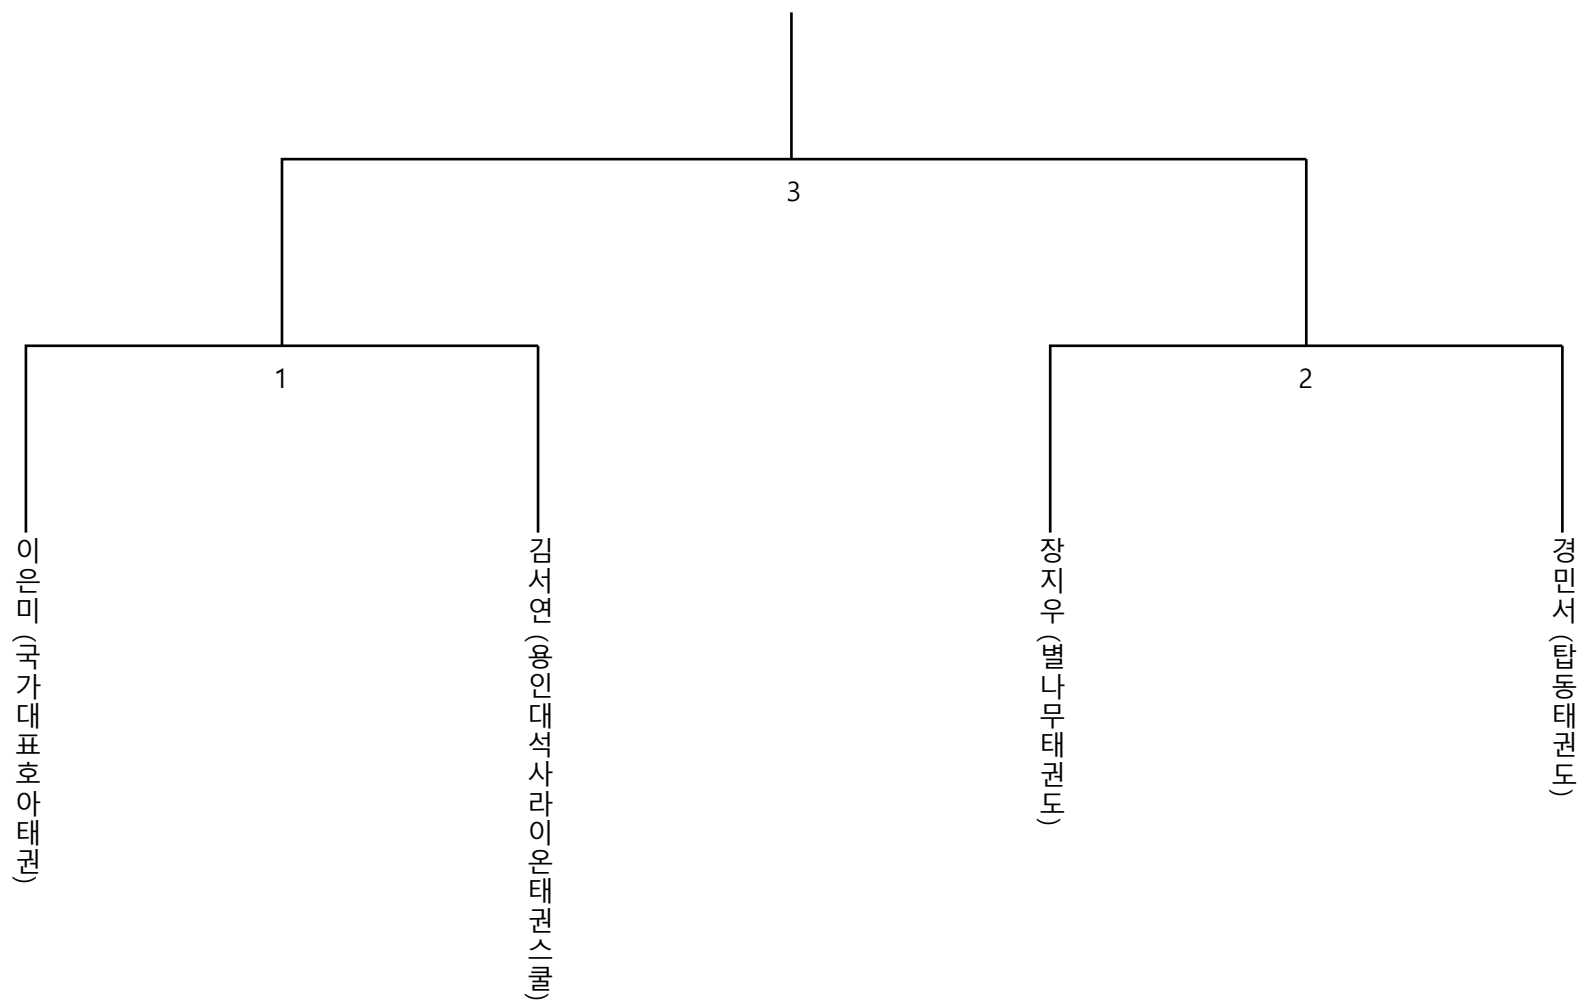 3
1
2
이은미 (국가대표호아태권)
김서연 (용인대석사라이온태권스쿨)
장지우 (별나무태권도)
경민서 (탑동태권도)